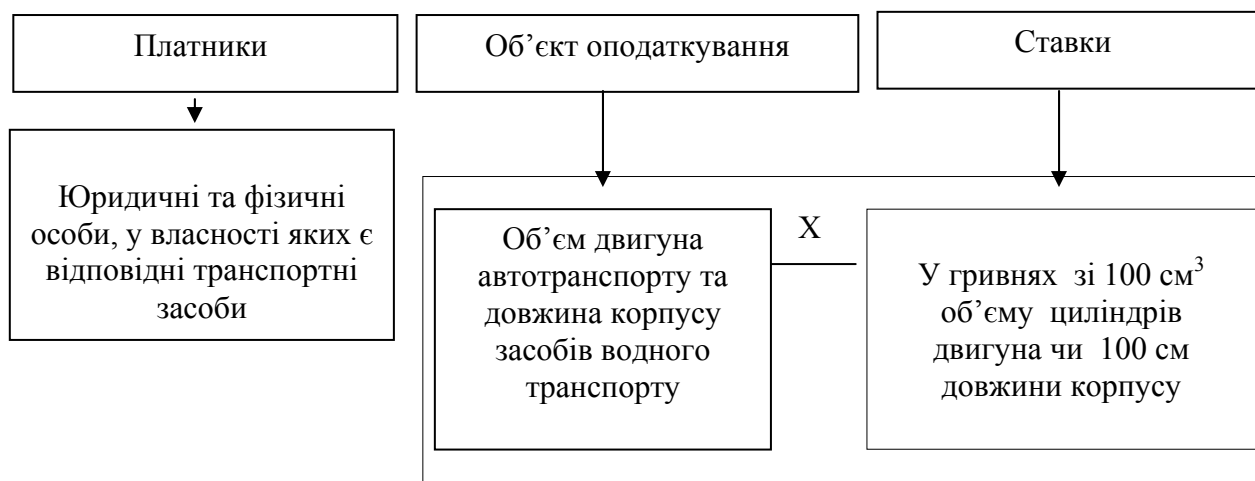 Платники
Об’єкт оподаткування
Ставки
Юридичні та фізичні
особи, у власності яких є
відповідні транспортні
засоби
Об’єм двигуна
автотранспорту та
довжина корпусу
засобів водного
транспорту
Х
У гривнях зі 100 см³
об’єму циліндрів
двигуна чи 100 см
довжини корпусу